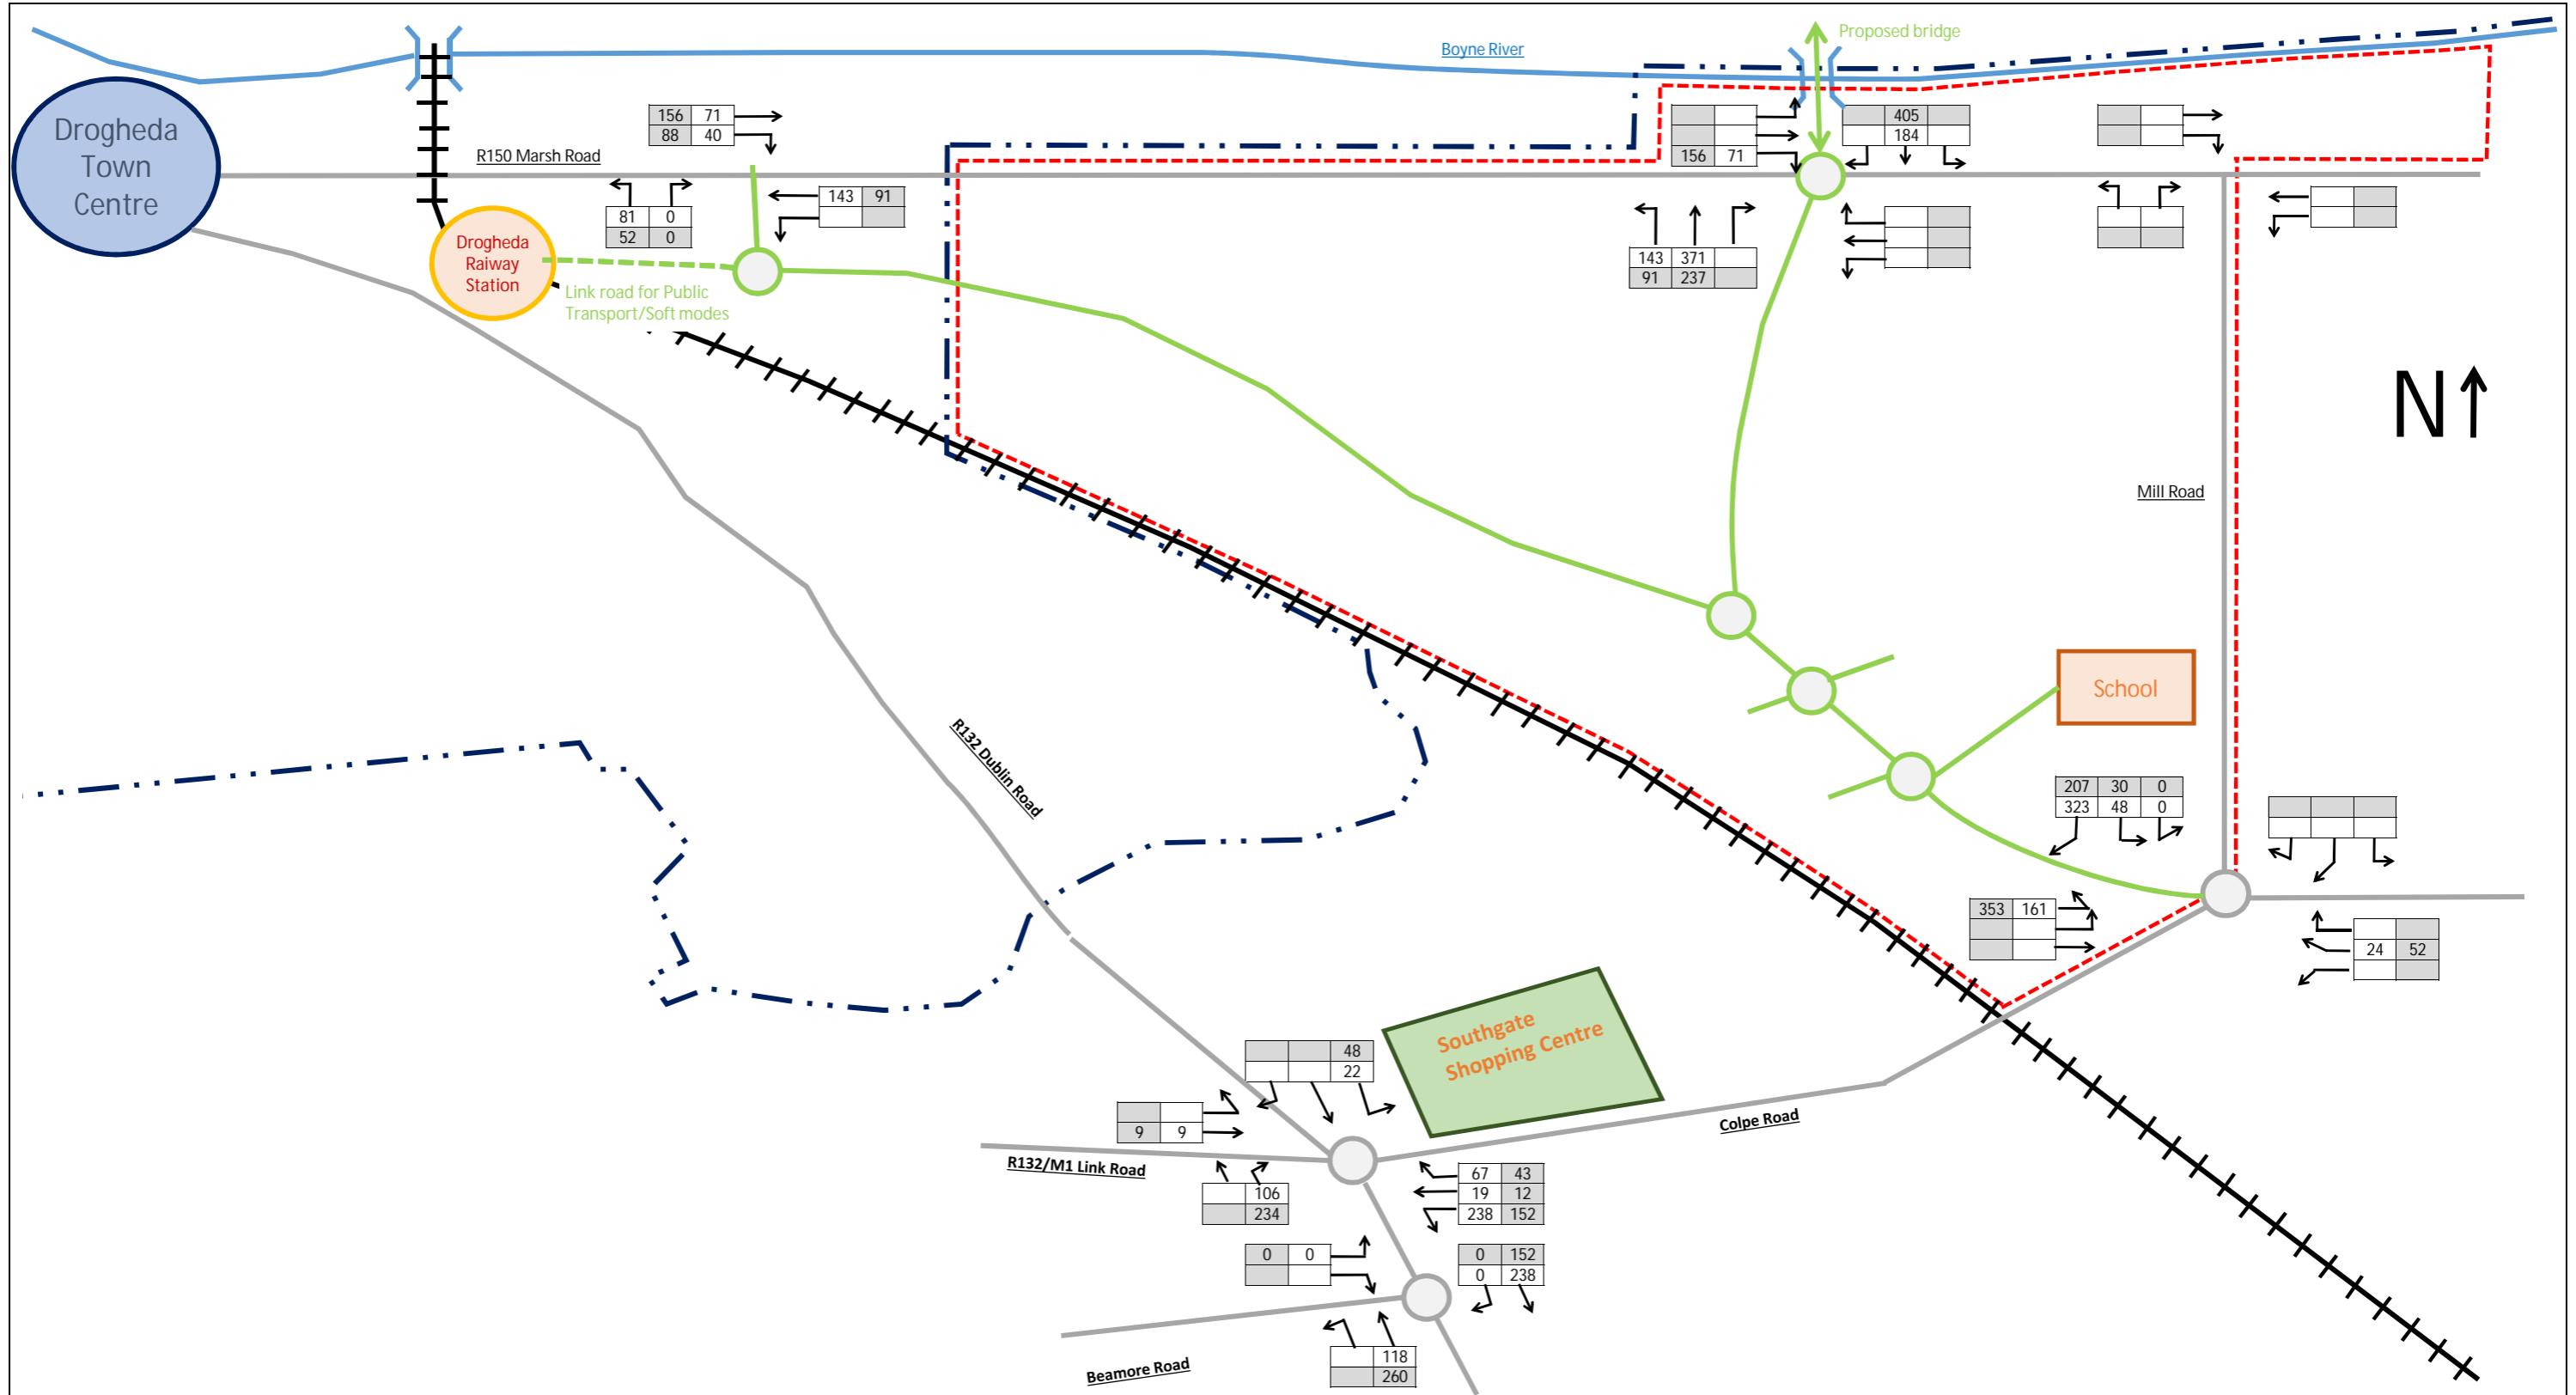 Proposed bridge
Boyne River
Drogheda
Town
Centre
156 71
88 40
R150 Marsh Road
405
184
156 71
81 0
52 0
143 91
143 371
91 237
Drogheda
Raiway
Station
Link road for Public
Transport/Soft modes
N
Mill Road
School
R132 Dublin Road
207 30 0
323 48 0
353 161
24 52
Southgate
Shopping Centre
48
22
9 9
Colpe Road
R132/M1 Link Road
106
234
67 43
19 12
238 152
0 0
0 152
0 238
118
260
Beamore Road